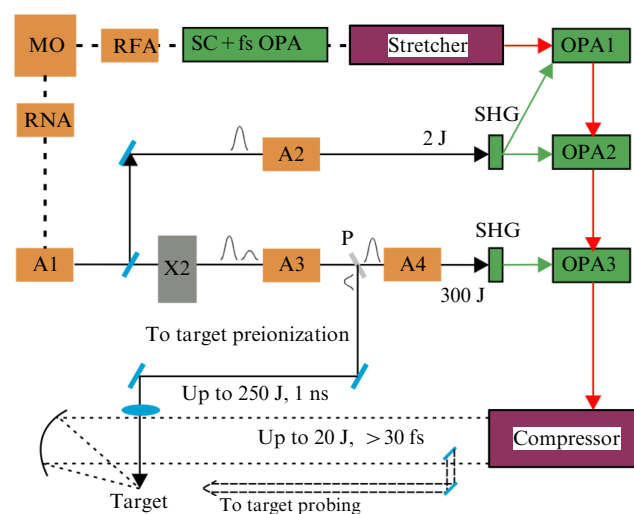 MO
RFA
SC + fs OPA
Stretcher
OPA1
RNA
SHG
2 J
A2
OPA2
P
SHG
A1
X2
A3
A4
OPA3
300 J
To target preionization
Up to 250 J, 1 ns
Up to 20 J, > 30 fs
Compressor
Target
To target probing